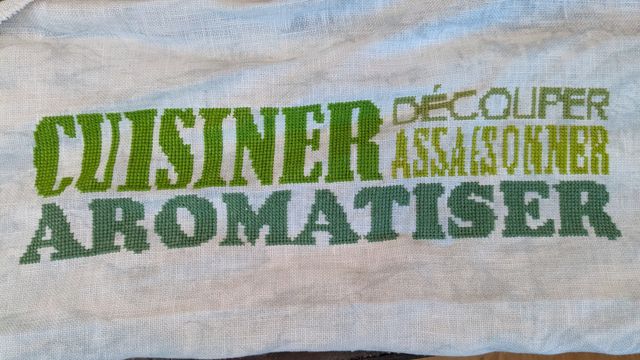 CUISINER
DÉCOUPER
ASSAISONNER
AROMATISER